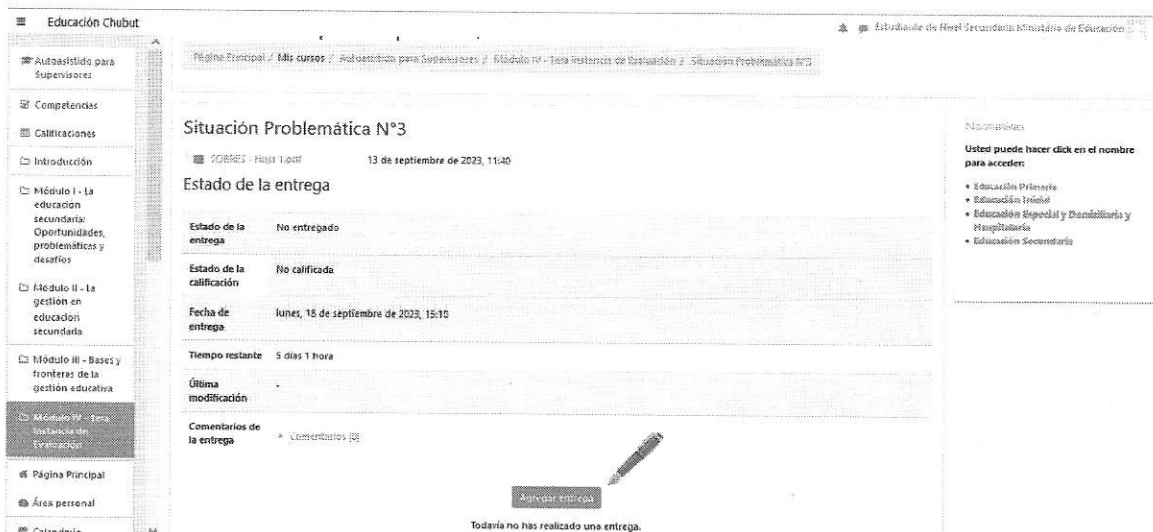 Educación Chubut
Estudiante de Nivel Secundario Ministerio de Educación
Autoasistido para
Supervisores
Competencias
Calificaciones
Introducción
Módulo I - La
educación
secundaria:
Oportunidades,
problemáticas y
desafíos
Módulo II - La
gestión en
educación
secundaria
Módulo III - Bases y
fronteras de la
gestión educativa
Módulo IV - 1era
Instancia de
Evaluación
Página Principal
Área personal
Calendario
Página Principal / Mis cursos / Autoasistido para Supervisores / Módulo IV - 1era Instancia de Evaluación / Situación Problemática N°3
Situación Problemática N°3
SOBRES - Hoja 1.pdf 13 de septiembre de 2023, 11:40
Estado de la entrega
Estado de la
entrega
No entregado
Estado de la
calificación
No calificada
Fecha de
entrega
lunes, 18 de septiembre de 2023, 15:10
Tiempo restante 5 días 1 hora
Última
modificación
-
Comentarios de
la entrega
Comentarios (0)
Agregar entrega
Todavía no has realizado una entrega.
Normativas
Usted puede hacer click en el nombre
para acceder:
• Educación Primaria
• Educación Inicial
• Educación Especial y Domiciliaria y
Hospitalaria
• Educación Secundaria